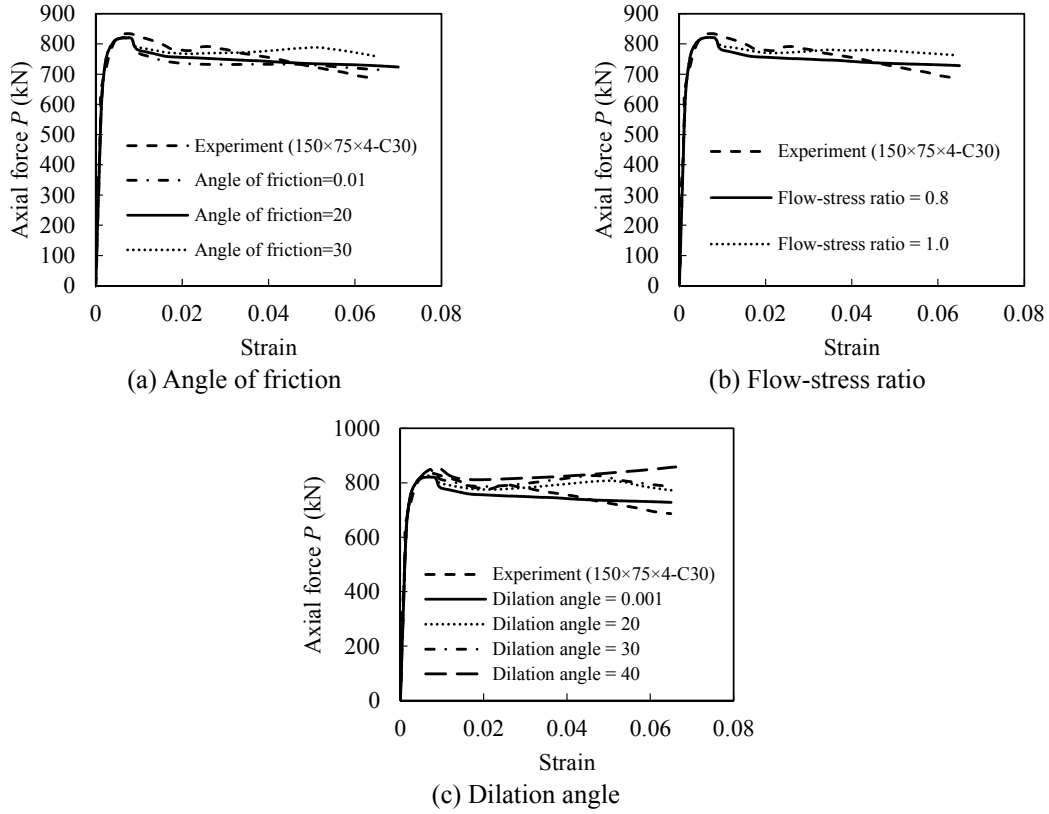 900
800
700
600
500
400
300
200
100
0
Axial force P (kN)
Experiment (150×75×4-C30)
Angle of friction=0.01
Angle of friction=20
Angle of friction=30
0 0.02 0.04 0.06 0.08
Strain
(a) Angle of friction
900
800
700
600
500
400
300
200
100
0
Axial force P (kN)
Experiment (150×75×4-C30)
Flow-stress ratio = 0.8
Flow-stress ratio = 1.0
0 0.02 0.04 0.06 0.08
Strain
(b) Flow-stress ratio
1000
800
600
400
200
0
Axial force P (kN)
Experiment (150×75×4-C30)
Dilation angle = 0.001
Dilation angle = 20
Dilation angle = 30
Dilation angle = 40
0 0.02 0.04 0.06 0.08
Strain
(c) Dilation angle